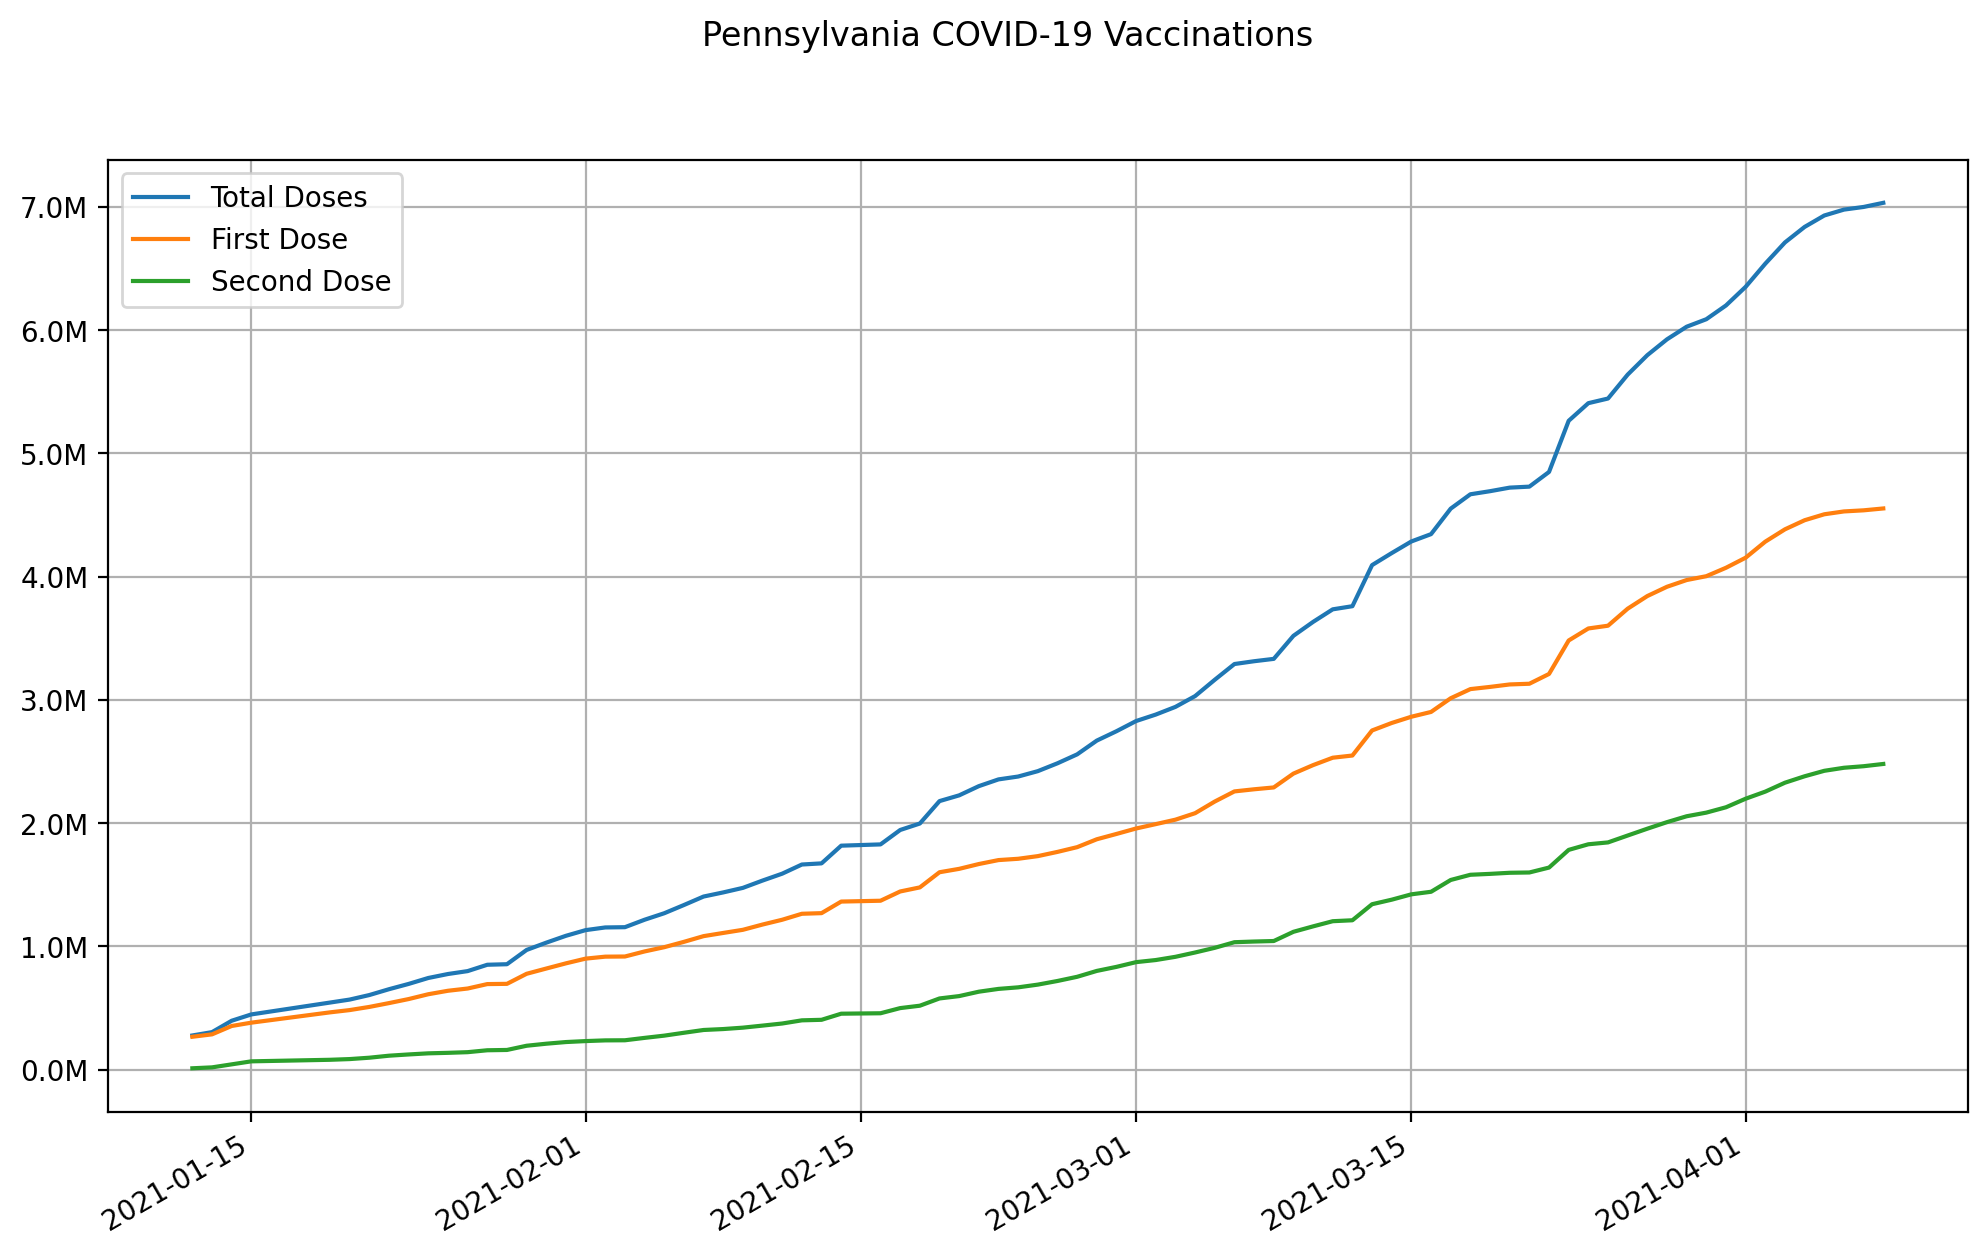 Pennsylvania COVID-19 Vaccinations
Total Doses
First Dose
Second Dose
7.0M
6.0M
5.0M
4.0M
3.0M
2.0M
1.0M
0.0M
2021-01-15
2021-02-01
2021-02-15
2021-03-01
2021-03-15
2021-04-01